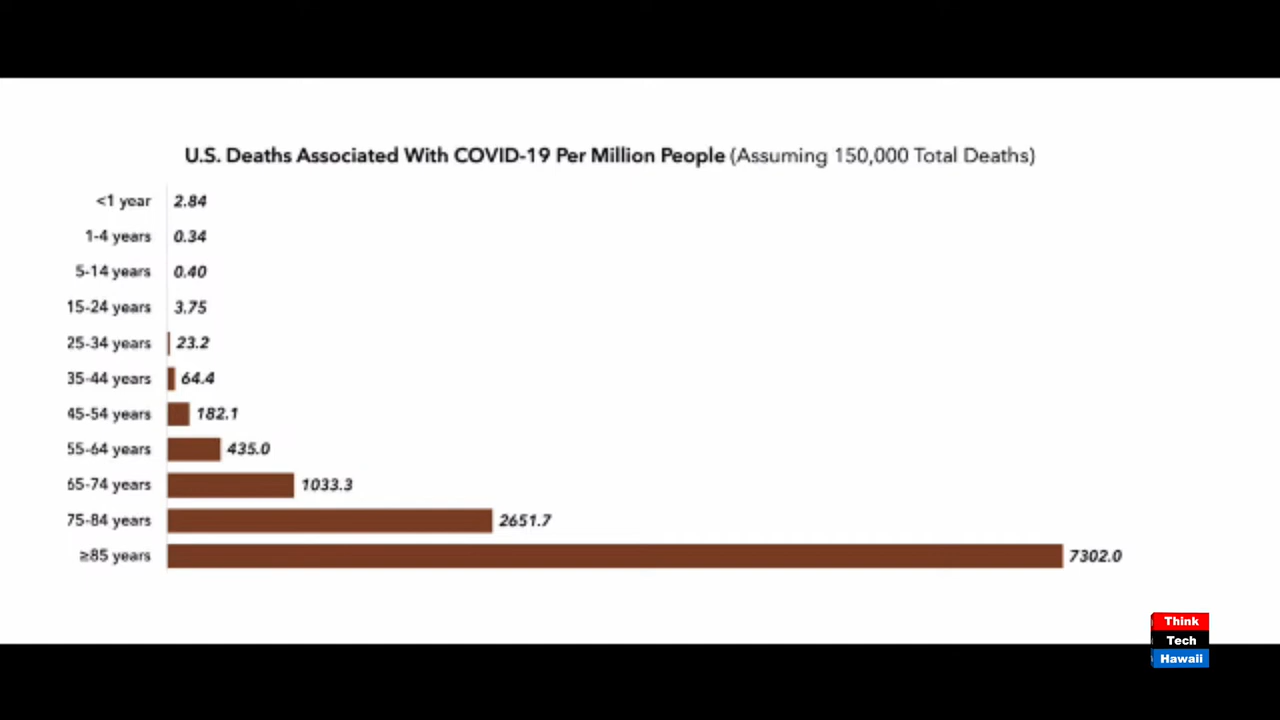 U.S. Deaths Associated With COVID-19 Per Million People (Assuming 150,000 Total Deaths)
<1 year 2.84
1-4 years 0.34
5-14 years 0.40
15-24 years 3.75
25-34 years 23.2
35-44 years 64.4
45-54 years 182.1
55-64 years 435.0
65-74 years 1033.3
75-84 years 2651.7
≥85 years 7302.0
Think
Tech
Hawaii